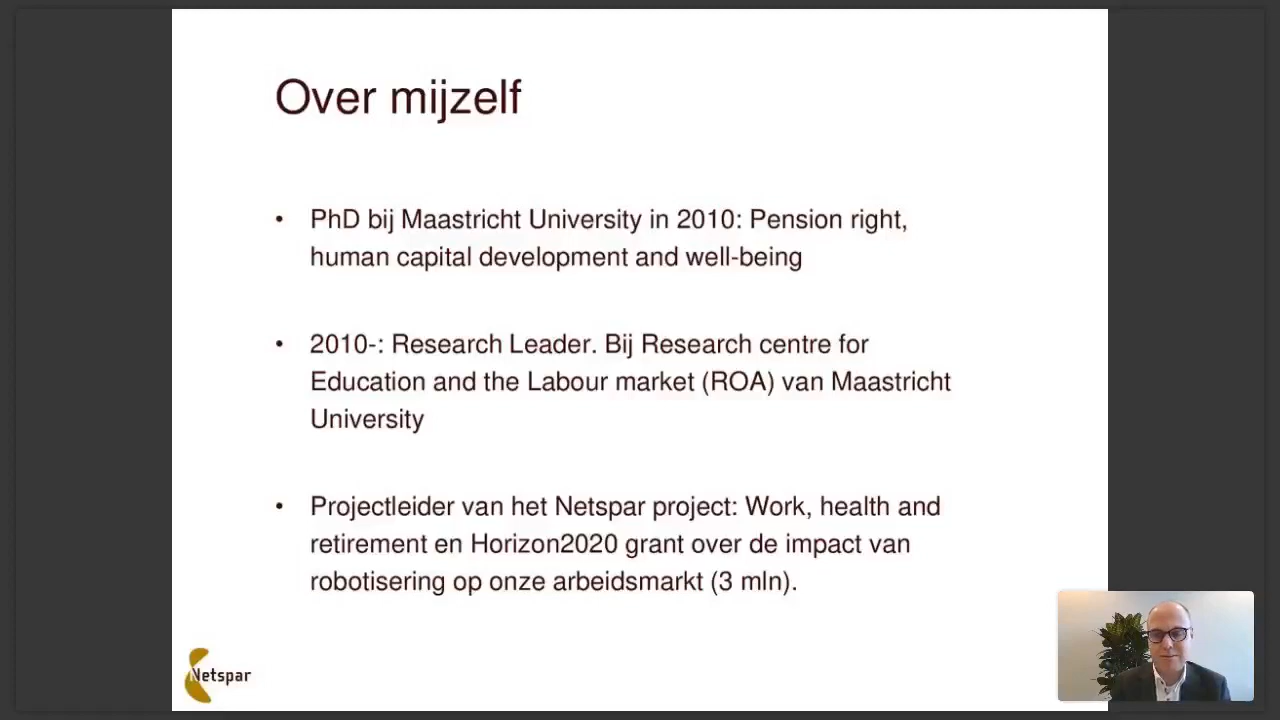 Over mijzelf
• PhD bij Maastricht University in 2010: Pension right,
human capital development and well-being
• 2010-: Research Leader. Bij Research centre for
Education and the Labour market (ROA) van Maastricht
University
• Projectleider van het Netspar project: Work, health and
retirement en Horizon2020 grant over de impact van
robotisering op onze arbeidsmarkt (3 mln).
Netspar